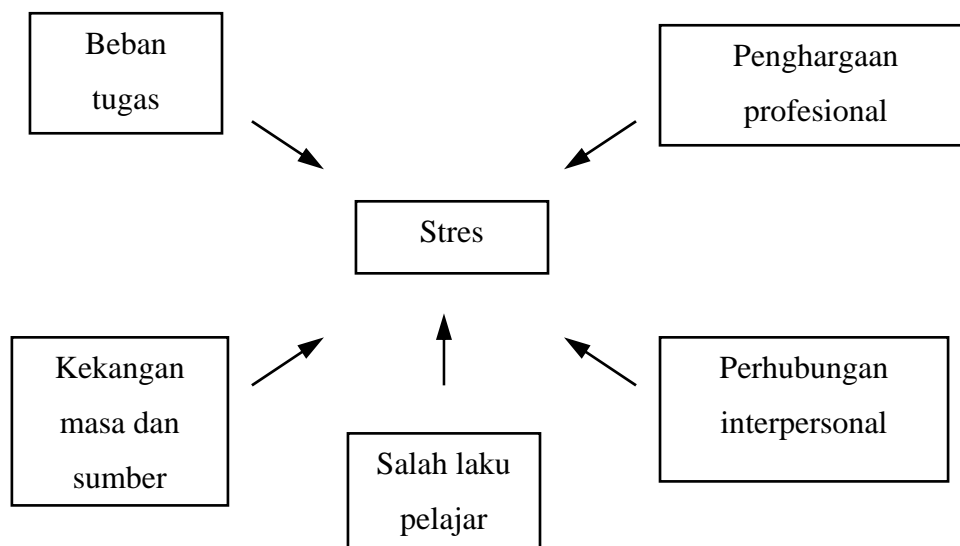 Beban
tugas
Penghargaan
profesional
Stres
Kekangan
masa dan
sumber
Salah laku
pelajar
Perhubungan
interpersonal